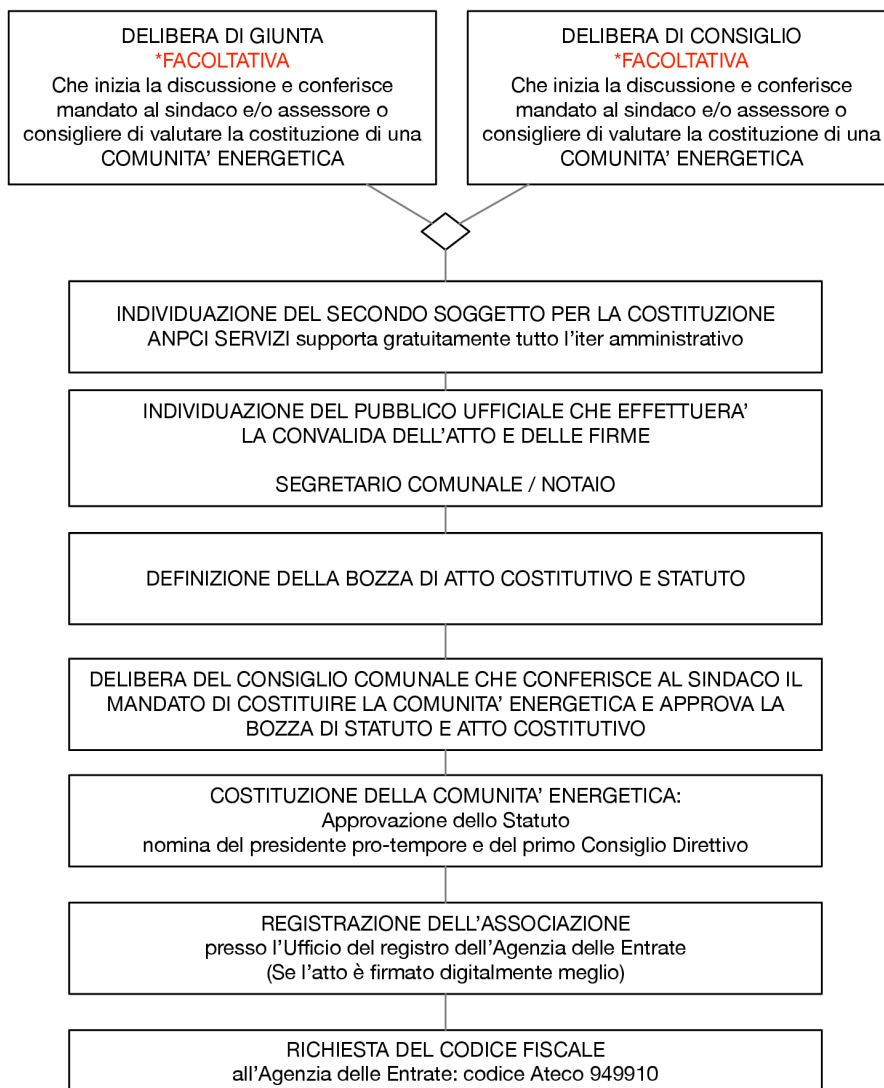 DELIBERA DI GIUNTA
*FACOLTATIVA
Che inizia la discussione e conferisce
mandato al sindaco e/o assessore o
consigliere di valutare la costituzione di una
COMUNITA' ENERGETICA
DELIBERA DI CONSIGLIO
*FACOLTATIVA
Che inizia la discussione e conferisce
mandato al sindaco e/o assessore o
consigliere di valutare la costituzione di una
COMUNITA' ENERGETICA
INDIVIDUAZIONE DEL SECONDO SOGGETTO PER LA COSTITUZIONE
ANPCI SERVIZI supporta gratuitamente tutto l'iter amministrativo
INDIVIDUAZIONE DEL PUBBLICO UFFICIALE CHE EFFETTUERA'
LA CONVALIDA DELL'ATTO E DELLE FIRME
SEGRETARIO COMUNALE / NOTAIO
DEFINIZIONE DELLA BOZZA DI ATTO COSTITUTIVO E STATUTO
DELIBERA DEL CONSIGLIO COMUNALE CHE CONFERISCE AL SINDACO IL
MANDATO DI COSTITUIRE LA COMUNITA' ENERGETICA E APPROVA LA
BOZZA DI STATUTO E ATTO COSTITUTIVO
COSTITUZIONE DELLA COMUNITA' ENERGETICA:
Approvazione dello Statuto
nomina del presidente pro-tempore e del primo Consiglio Direttivo
REGISTRAZIONE DELL'ASSOCIAZIONE
presso l'Ufficio del registro dell'Agenzia delle Entrate
(Se l'atto è firmato digitalmente meglio)
RICHIESTA DEL CODICE FISCALE
all'Agenzia delle Entrate: codice Ateco 949910